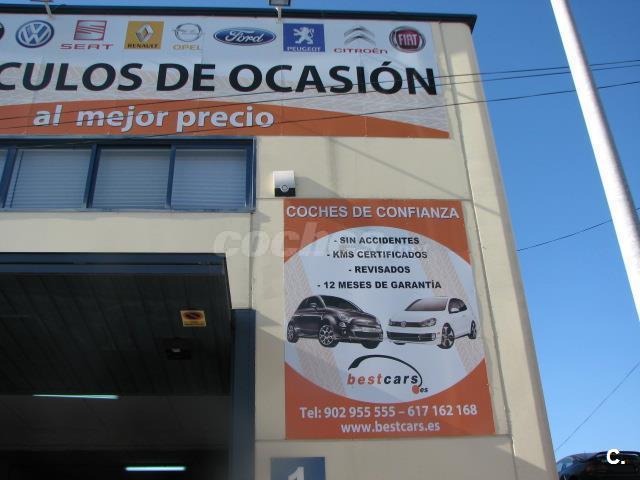 SEAT
RENAULT
OPEL
Ford
PEUGEOT
CITROËN
FIAT
CULOS DE OCASIÓN
al mejor precio
COCHES DE CONFIANZA
- SIN ACCIDENTES
- KMS CERTIFICADOS
- REVISADOS
- 12 MESES DE GARANTÍA
bestcars.es
Tel: 902 955 555 – 617 162 168
www.bestcars.es
1
C.